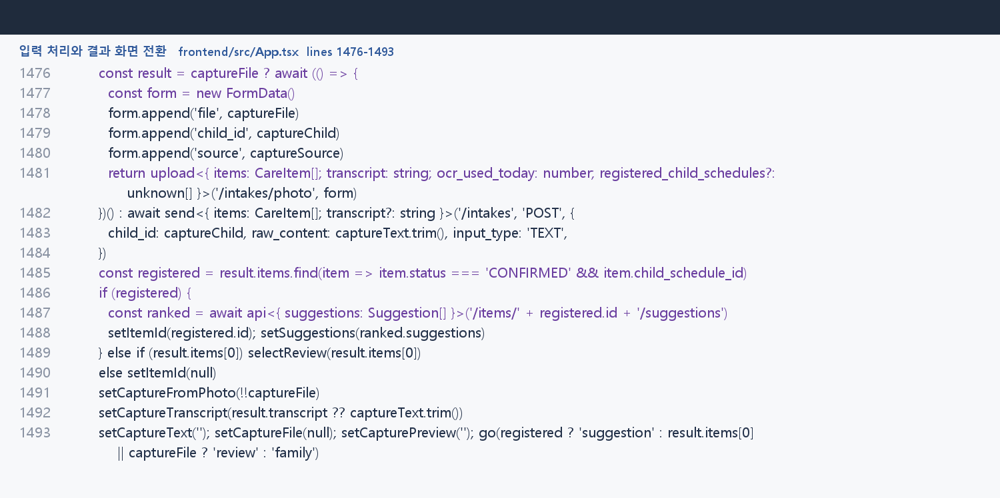 입력 처리와 결과 화면 전환 frontend/src/App.tsx lines 1476-1493
1476 const result = captureFile ? await (() => {
1477 const form = new FormData()
1478 form.append('file', captureFile)
1479 form.append('child_id', captureChild)
1480 form.append('source', captureSource)
1481 return upload<{ items: CareItem[]; transcript: string; ocr_used_today: number; registered_child_schedules?:
unknown[] }>('/intakes/photo', form)
1482 })() : await send<{ items: CareItem[]; transcript?: string }>('/intakes', 'POST', {
1483 child_id: captureChild, raw_content: captureText.trim(), input_type: 'TEXT',
1484 })
1485 const registered = result.items.find(item => item.status === 'CONFIRMED' && item.child_schedule_id)
1486 if (registered) {
1487 const ranked = await api<{ suggestions: Suggestion[] }>('/items/' + registered.id + '/suggestions')
1488 setItemId(registered.id); setSuggestions(ranked.suggestions)
1489 } else if (result.items[0]) selectReview(result.items[0])
1490 else setItemId(null)
1491 setCaptureFromPhoto(!!captureFile)
1492 setCaptureTranscript(result.transcript ?? captureText.trim())
1493 setCaptureText(''); setCaptureFile(null); setCapturePreview(''); go(registered ? 'suggestion' : result.items[0]
|| captureFile ? 'review' : 'family')